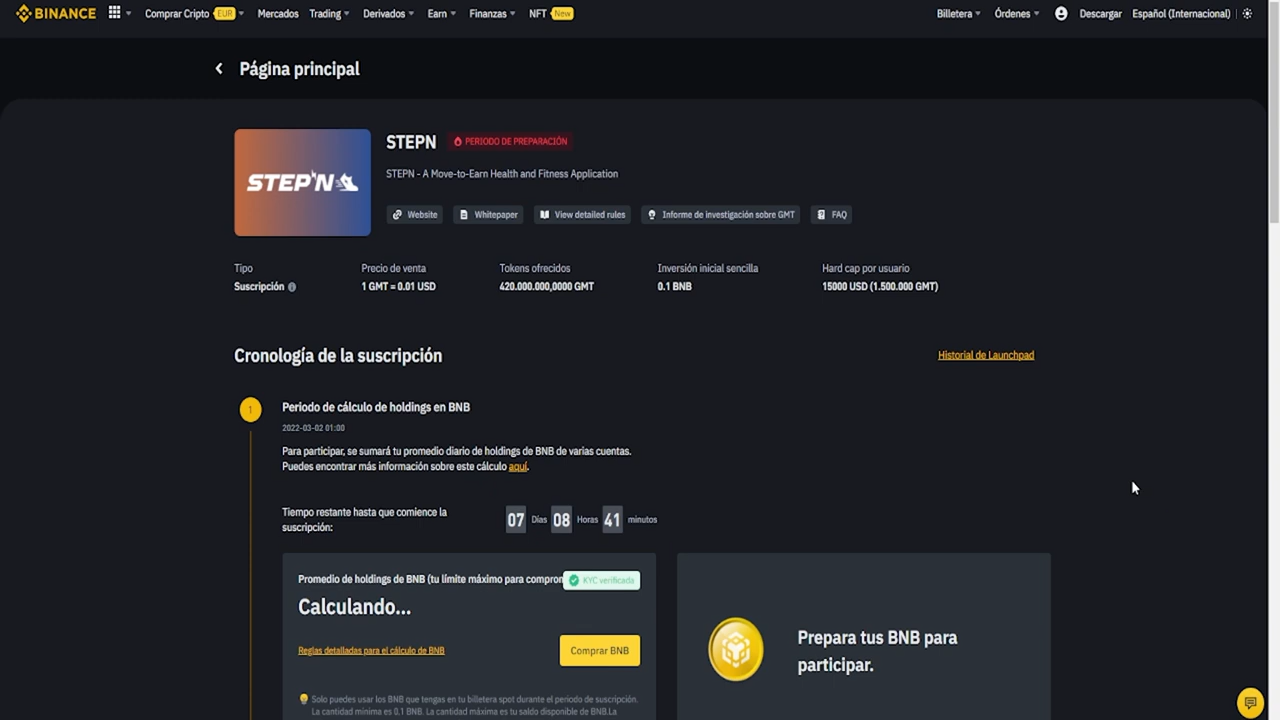 BINANCE Comprar Cripto EUR Mercados Trading Derivados Earn Finanzas NFT New Billetera Órdenes Descargar Español (Internacional)
Página principal
STEPN PERIODO DE PREPARACIÓN
STEP'N
STEPN - A Move-to-Earn Health and Fitness Application
Website Whitepaper View detailed rules Informe de investigación sobre GMT FAQ
Tipo Precio de venta Tokens ofrecidos Inversión inicial sencilla Hard cap por usuario
Suscripción 1 GMT = 0.01 USD 420.000.000,0000 GMT 0.1 BNB 15000 USD (1.500.000 GMT)
Cronología de la suscripción Historial de Launchpad
1 Periodo de cálculo de holdings en BNB
2022-03-02 01:00
Para participar, se sumará tu promedio diario de holdings de BNB de varias cuentas.
Puedes encontrar más información sobre este cálculo aquí.
Tiempo restante hasta que comience la
suscripción:
07 Días 08 Horas 41 minutos
Promedio de holdings de BNB (tu límite máximo para compron KYC verificada
Calculando...
Reglas detalladas para el cálculo de BNB Comprar BNB
Prepara tus BNB para
participar.
Solo puedes usar los BNB que tengas en tu billetera spot durante el periodo de suscripción.
La cantidad mínima es 0,1 BNB. La cantidad máxima es tu saldo disponible de BNB.La